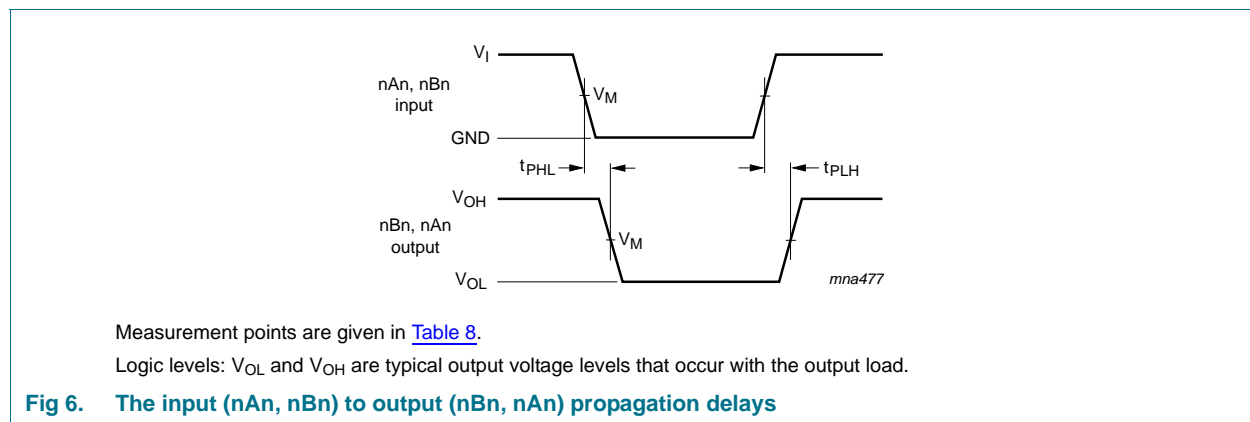 VI
nAn, nBn
input
VM
GND
tPHL
tPLH
VOH
nBn, nAn
output
VM
VOL
mna477
Measurement points are given in Table 8.
Logic levels: VOL and VOH are typical output voltage levels that occur with the output load.
Fig 6. The input (nAn, nBn) to output (nBn, nAn) propagation delays